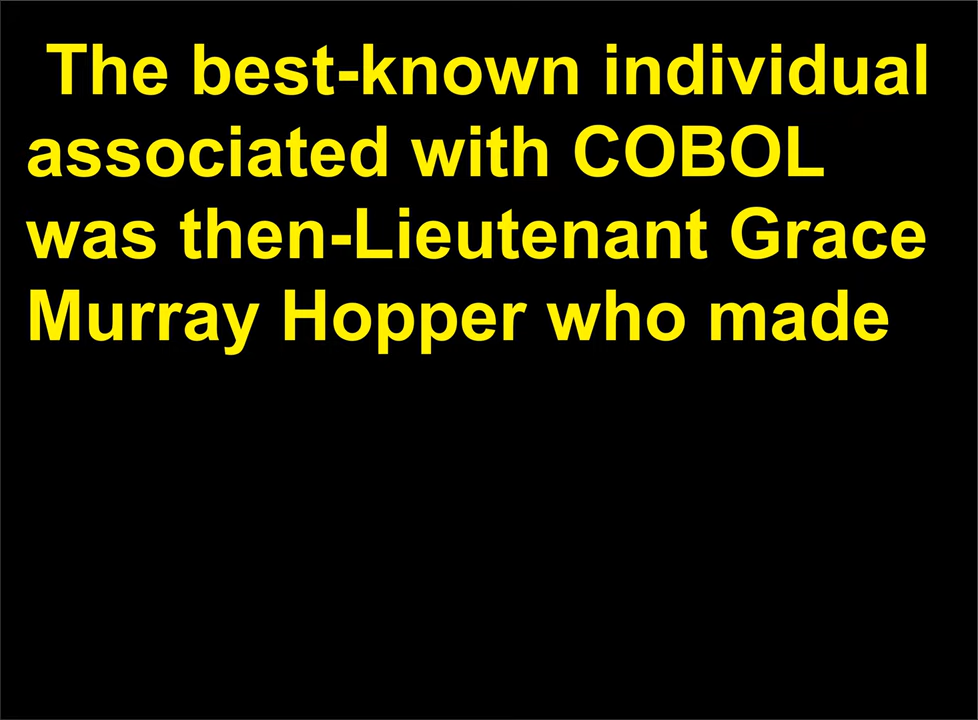 The best-known individual
associated with COBOL
was then-Lieutenant Grace
Murray Hopper who made